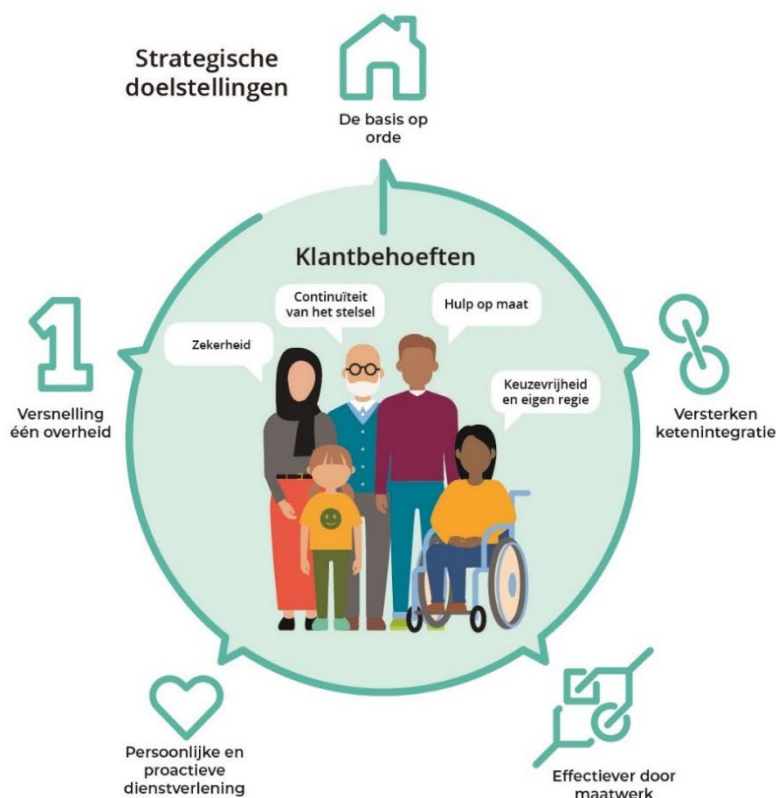 Strategische
doelstellingen
De basis op
orde
Klantbehoeften
Continuïteit
van het stelsel
Hulp op maat
Zekerheid
Keuzevrijheid
en eigen regie
1
Versnelling
één overheid
Versterken
ketenintegratie
Persoonlijke en
proactieve
dienstverlening
Effectiever door
maatwerk